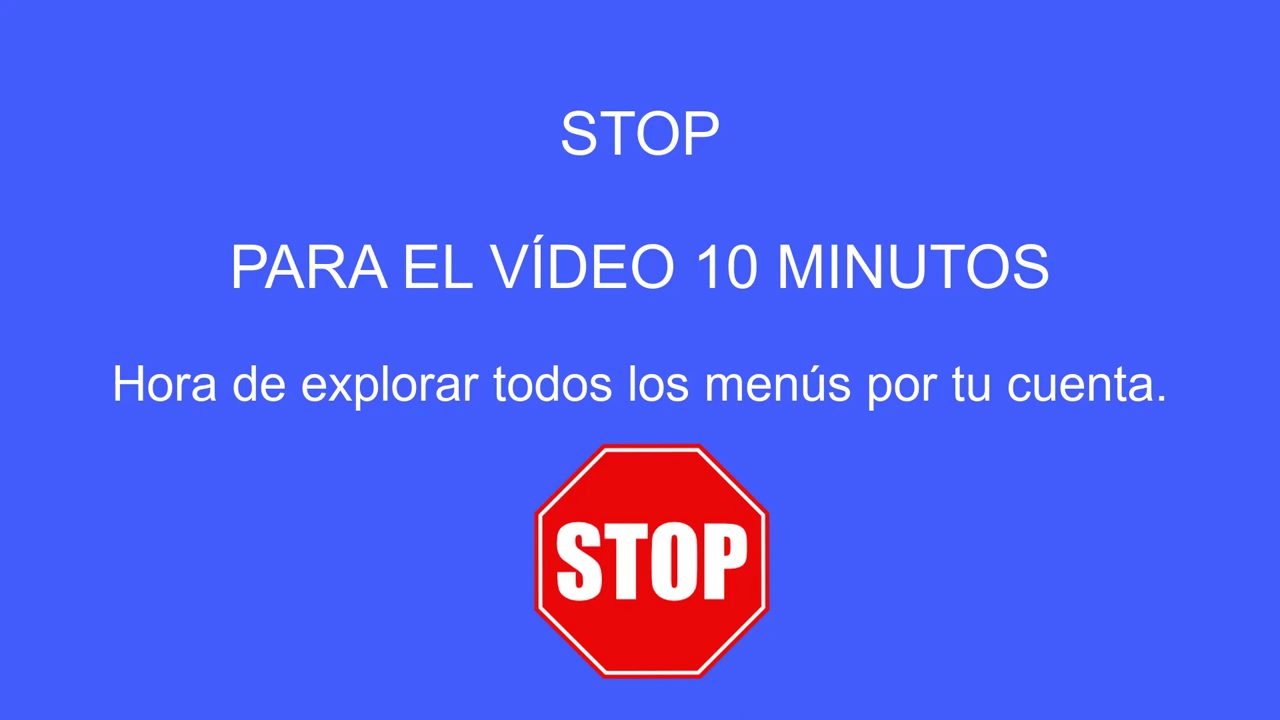 STOP
PARA EL VÍDEO 10 MINUTOS
Hora de explorar todos los menús por tu cuenta.
STOP